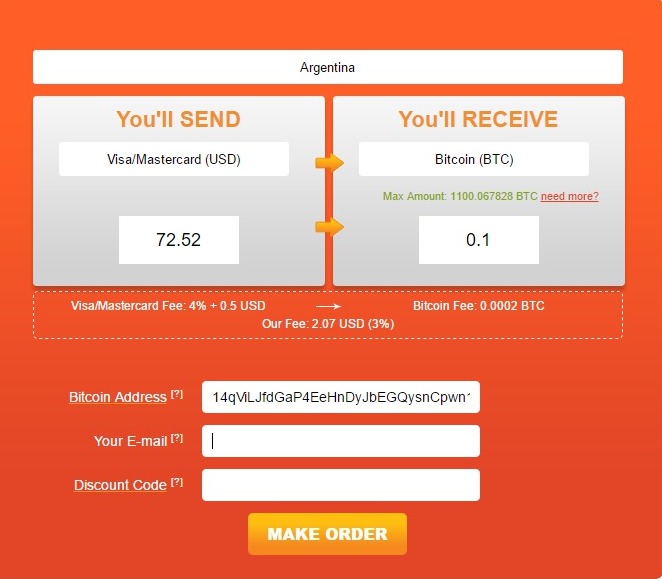 Argentina
You'll SEND
You'll RECEIVE
Visa/Mastercard (USD)
Bitcoin (BTC)
Max Amount: 1100.067828 BTC need more?
72.52
0.1
Visa/Mastercard Fee: 4% + 0.5 USD
Bitcoin Fee: 0.0002 BTC
Our Fee: 2.07 USD (3%)
Bitcoin Address [?]
14qViLJfdGaP4EeHnDyJbEGQysnCpwn1
Your E-mail [?]
Discount Code [?]
MAKE ORDER